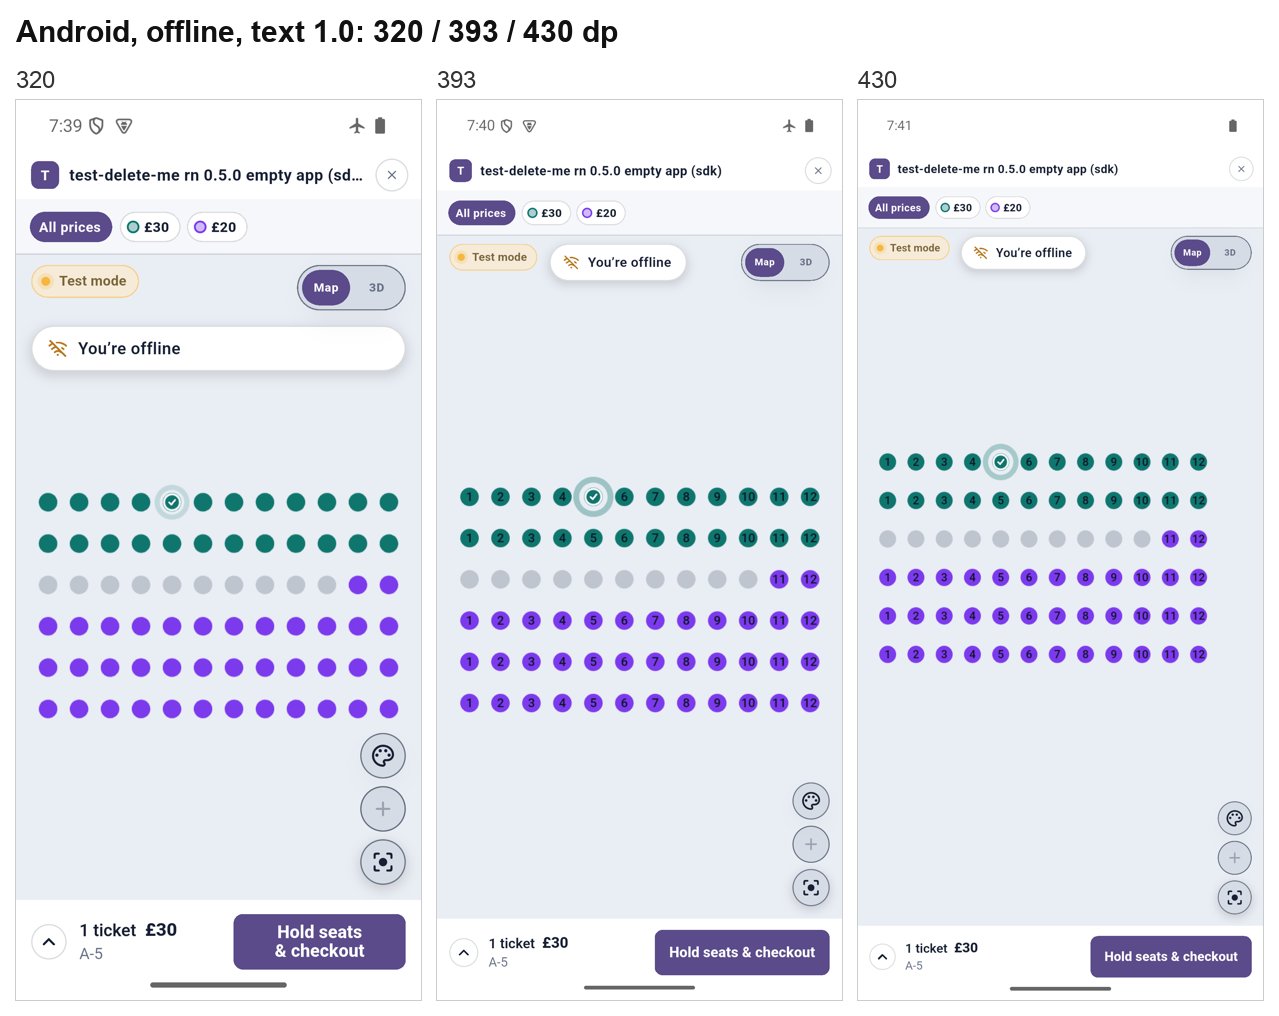 Android, offline, text 1.0: 320 / 393 / 430 dp
320
7:39
T test-delete-me rn 0.5.0 empty app (sd...
All prices £30 £20
Test mode Map 3D
You’re offline
1 ticket £30
A-5
Hold seats
& checkout
393
7:40
T test-delete-me rn 0.5.0 empty app (sdk)
All prices £30 £20
Test mode You’re offline Map 3D
1 2 3 4 6 7 8 9 10 11 12
1 2 3 4 5 6 7 8 9 10 11 12
11 12
1 2 3 4 5 6 7 8 9 10 11 12
1 2 3 4 5 6 7 8 9 10 11 12
1 2 3 4 5 6 7 8 9 10 11 12
1 ticket £30
A-5
Hold seats & checkout
430
7:41
T test-delete-me rn 0.5.0 empty app (sdk)
All prices £30 £20
Test mode You’re offline Map 3D
1 2 3 4 6 7 8 9 10 11 12
1 2 3 4 5 6 7 8 9 10 11 12
11 12
1 2 3 4 5 6 7 8 9 10 11 12
1 2 3 4 5 6 7 8 9 10 11 12
1 2 3 4 5 6 7 8 9 10 11 12
1 ticket £30
A-5
Hold seats & checkout